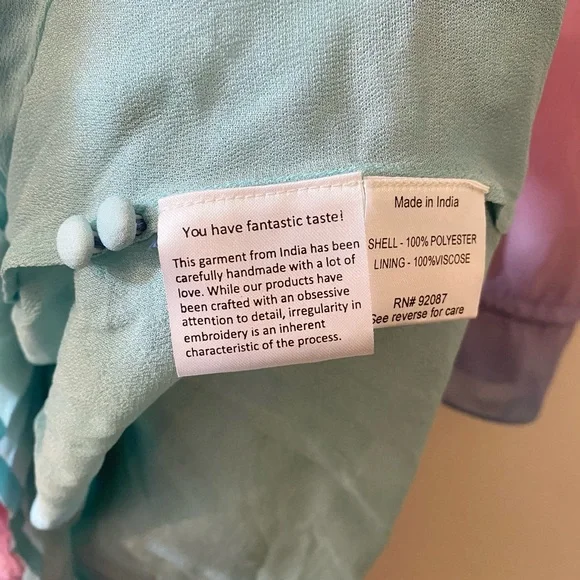 You have fantastic taste!
This garment from India has been
carefully handmade with a lot of
love. While our products have
been crafted with an obsessive
attention to detail, irregularity in
embroidery is an inherent
characteristic of the process.
Made in India
SHELL - 100% POLYESTER
LINING - 100%VISCOSE
RN# 92087
See reverse for care